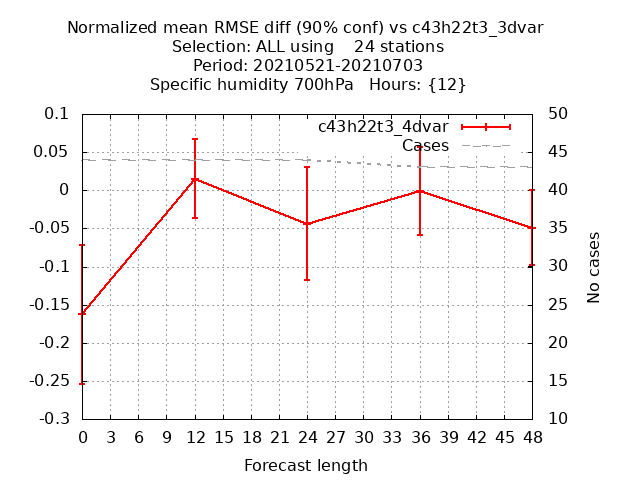 Normalized mean RMSE diff (90% conf) vs c43h22t3_3dvar
Selection: ALL using    24 stations
Period: 20210521-20210703
Specific humidity 700hPa   Hours: {12}
c43h22t3_4dvar
Cases
0.1
0.05
0
-0.05
-0.1
-0.15
-0.2
-0.25
-0.3
50
45
40
35
30
25
20
15
10
No cases
0 3 6 9 12 15 18 21 24 27 30 33 36 39 42 45 48
Forecast length